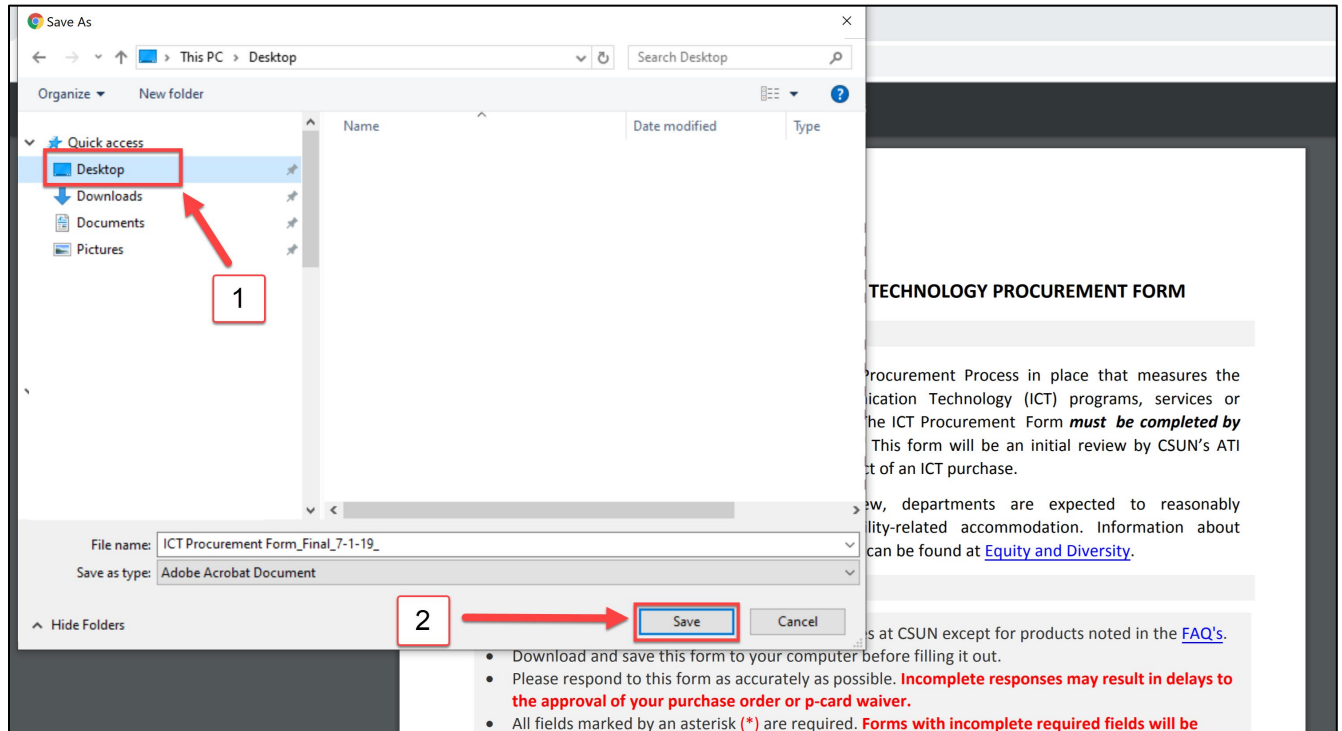 Save As
This PC > Desktop
Search Desktop
Organize
New folder
Name
Date modified
Type
Quick access
Desktop
Downloads
Documents
Pictures
1
TECHNOLOGY PROCUREMENT FORM
Procurement Process in place that measures the
ication Technology (ICT) programs, services or
he ICT Procurement Form must be completed by
This form will be an initial review by CSUN's ATI
ct of an ICT purchase.
ew, departments are expected to reasonably
ility-related accommodation. Information about
can be found at Equity and Diversity.
File name: ICT Procurement Form_Final_7-1-19_
Save as type: Adobe Acrobat Document
Hide Folders
2
Save
Cancel
s at CSUN except for products noted in the FAQ's.
• Download and save this form to your computer before filling it out.
• Please respond to this form as accurately as possible. Incomplete responses may result in delays to
the approval of your purchase order or p-card waiver.
• All fields marked by an asterisk (*) are required. Forms with incomplete required fields will be